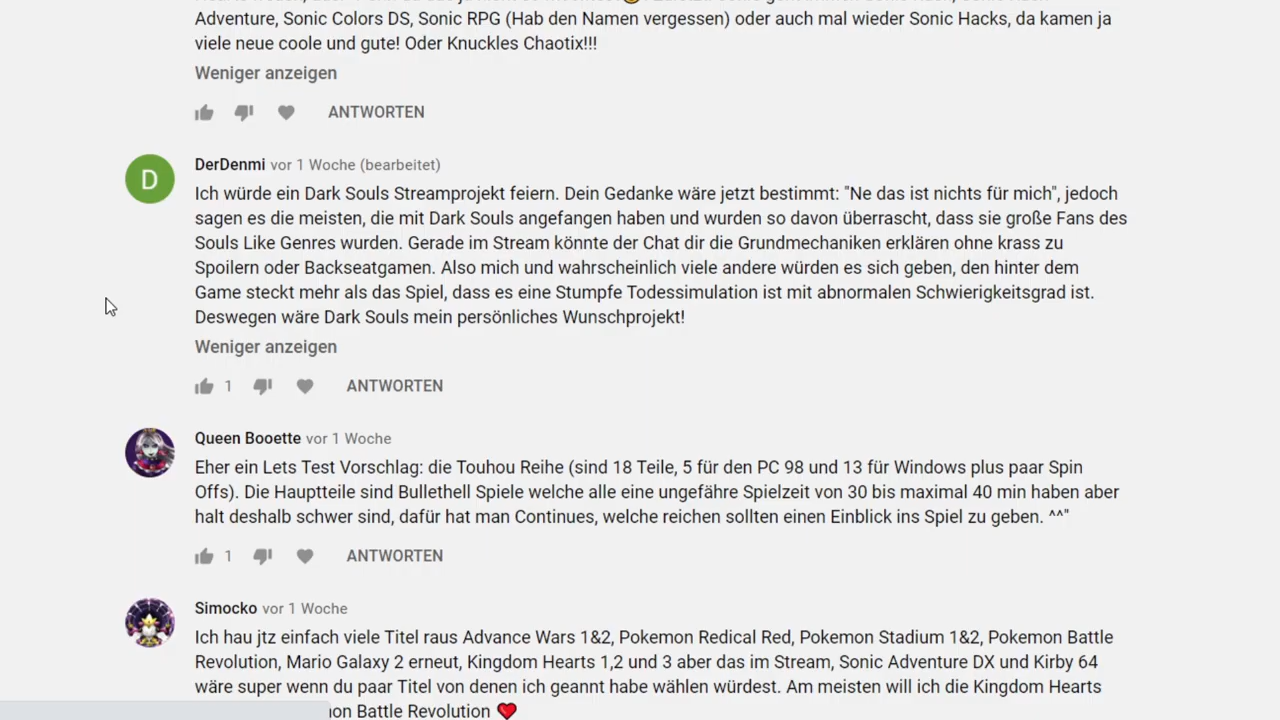 Adventure, Sonic Colors DS, Sonic RPG (Hab den Namen vergessen) oder auch mal wieder Sonic Hacks, da kamen ja
viele neue coole und gute! Oder Knuckles Chaotix!!!
Weniger anzeigen
ANTWORTEN
D
DerDenmi vor 1 Woche (bearbeitet)
Ich würde ein Dark Souls Streamprojekt feiern. Dein Gedanke wäre jetzt bestimmt: "Ne das ist nichts für mich", jedoch
sagen es die meisten, die mit Dark Souls angefangen haben und wurden so davon überrascht, dass sie große Fans des
Souls Like Genres wurden. Gerade im Stream könnte der Chat dir die Grundmechaniken erklären ohne krass zu
Spoilern oder Backseatgamen. Also mich und wahrscheinlich viele andere würden es sich geben, den hinter dem
Game steckt mehr als das Spiel, dass es eine Stumpfe Todessimulation ist mit abnormalen Schwierigkeitsgrad ist.
Deswegen wäre Dark Souls mein persönliches Wunschprojekt!
Weniger anzeigen
1 ANTWORTEN
Queen Booette vor 1 Woche
Eher ein Lets Test Vorschlag: die Touhou Reihe (sind 18 Teile, 5 für den PC 98 und 13 für Windows plus paar Spin
Offs). Die Hauptteile sind Bullethell Spiele welche alle eine ungefähre Spielzeit von 30 bis maximal 40 min haben aber
halt deshalb schwer sind, dafür hat man Continues, welche reichen sollten einen Einblick ins Spiel zu geben. ^^"
1 ANTWORTEN
Simocko vor 1 Woche
Ich hau jtz einfach viele Titel raus Advance Wars 1&2, Pokemon Redical Red, Pokemon Stadium 1&2, Pokemon Battle
Revolution, Mario Galaxy 2 erneut, Kingdom Hearts 1,2 und 3 aber das im Stream, Sonic Adventure DX und Kirby 64
wäre super wenn du paar Titel von denen ich geannt habe wählen würdest. Am meisten will ich die Kingdom Hearts
Battle Revolution ❤